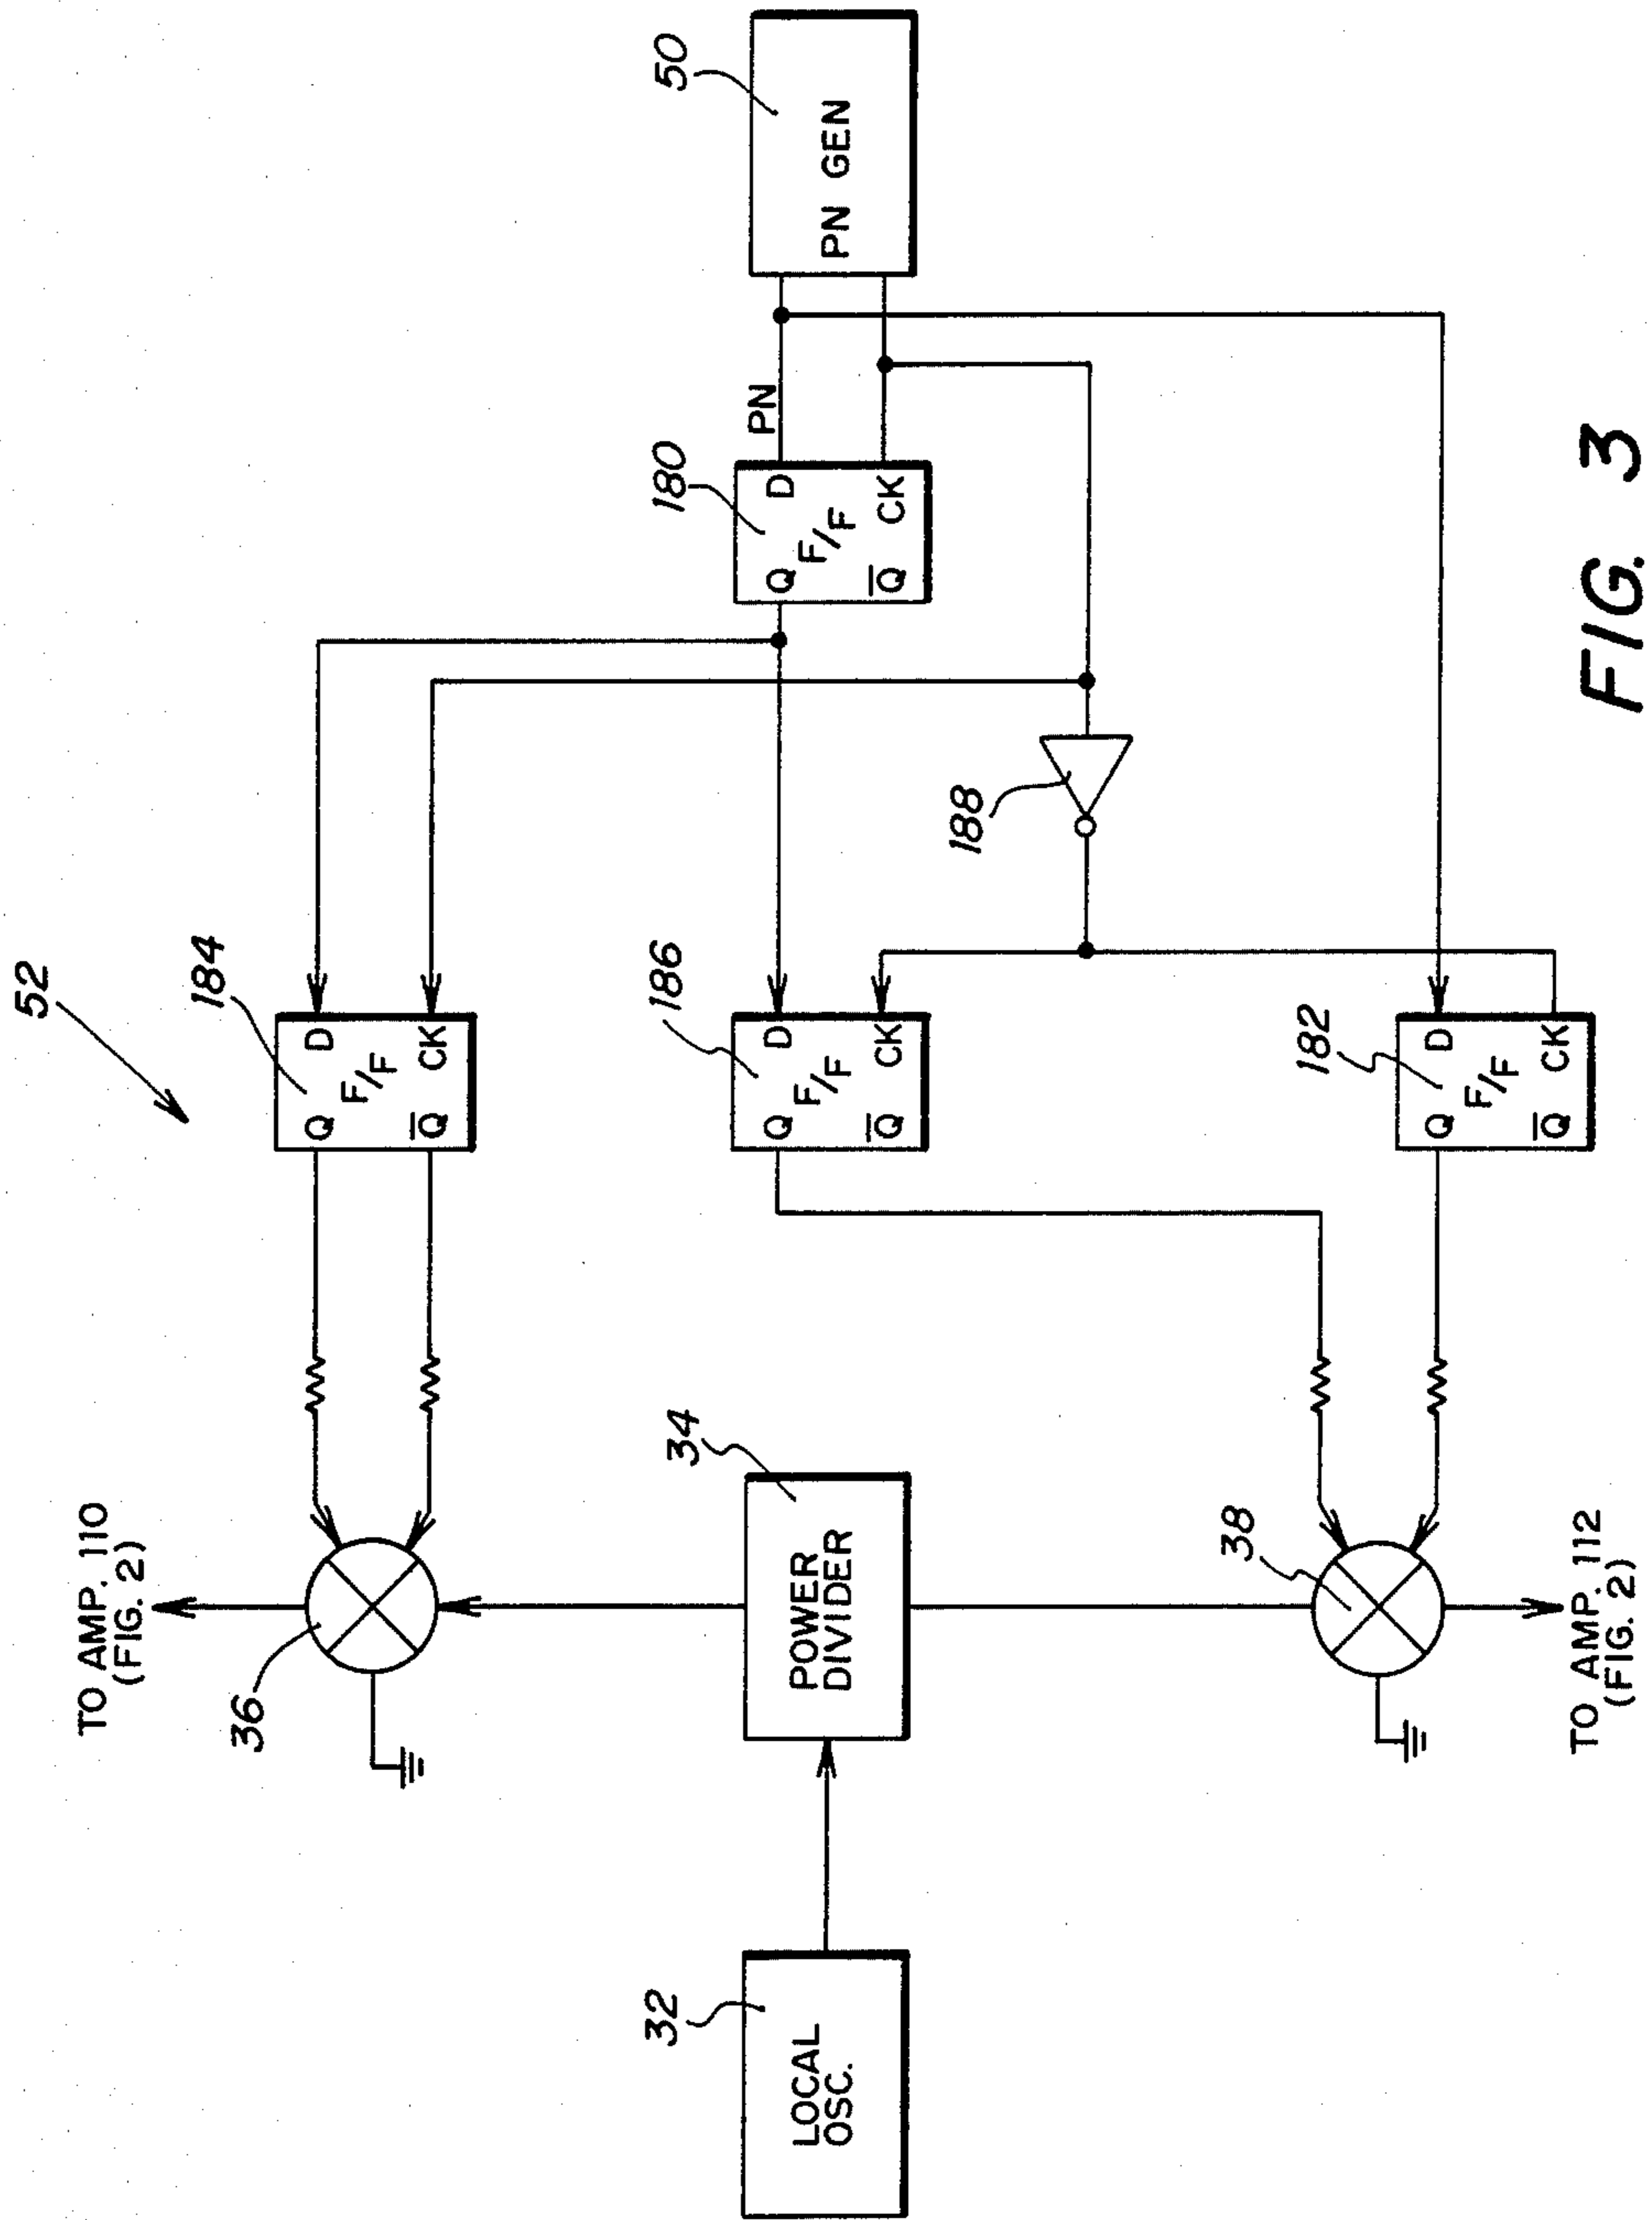 52
TO AMP. 110
(FIG. 2)
36
184
Q
D
F/F
Q̅
CK
LOCAL
OSC.
32
POWER
DIVIDER
34
186
Q
D
F/F
Q̅
CK
180
Q
D
F/F
Q̅
CK
PN
PN GEN
50
188
38
182
Q
D
F/F
Q̅
CK
TO AMP. 112
(FIG. 2)
FIG. 3